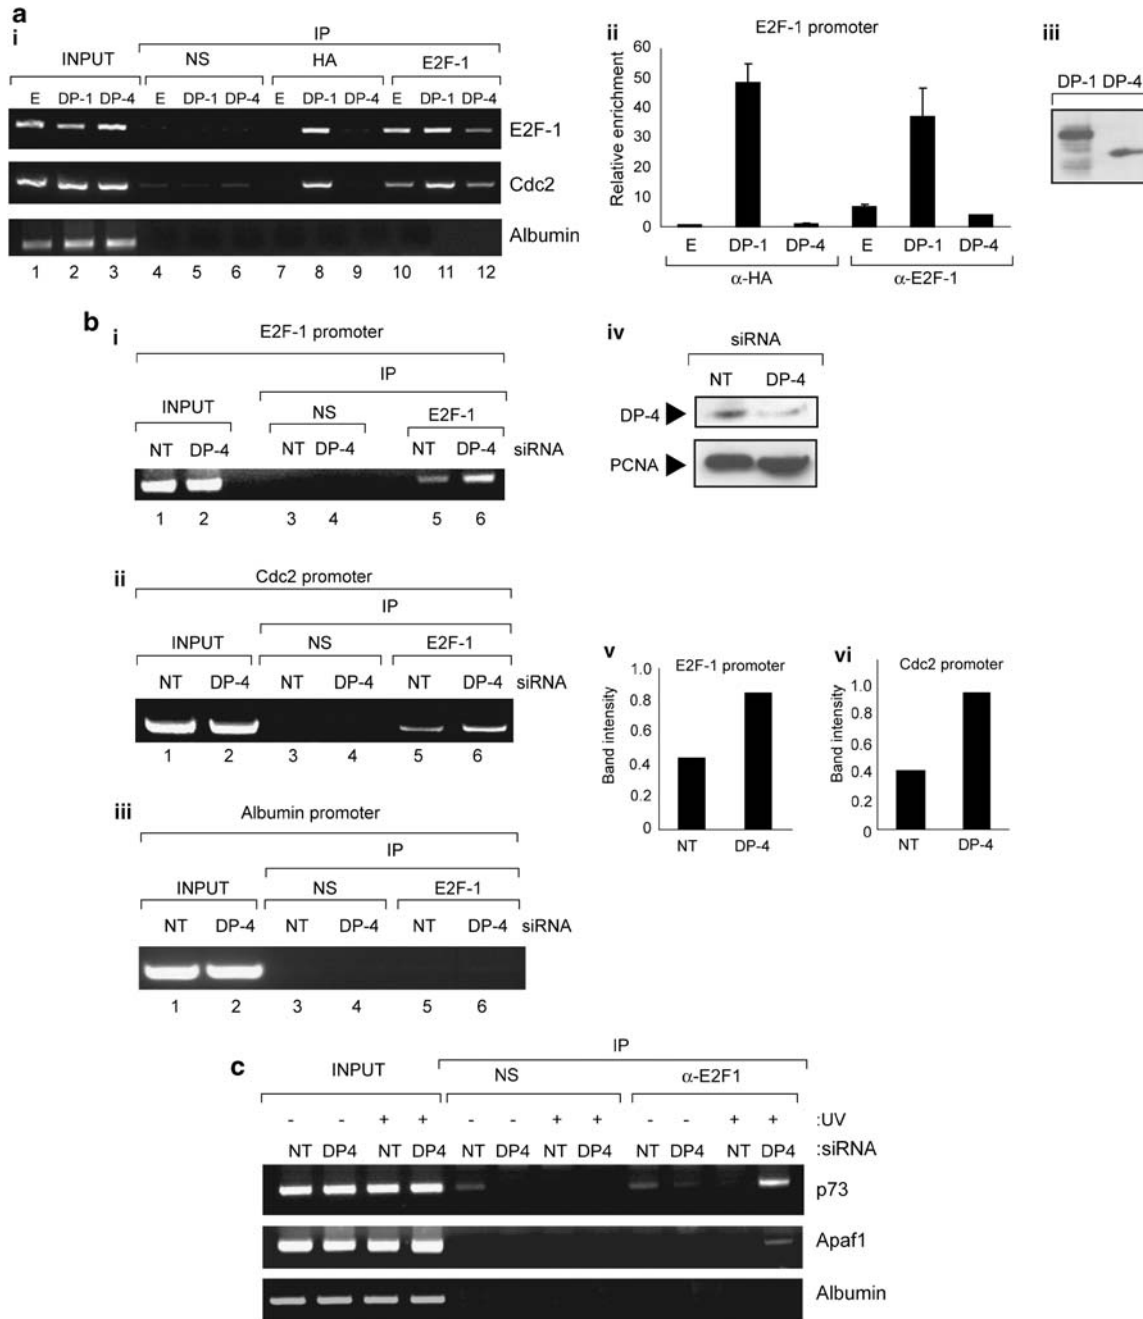 a
i
IP
INPUT NS HA E2F-1
E DP-1 DP-4 E DP-1 DP-4 E DP-1 DP-4 E DP-1 DP-4
E2F-1
Cdc2
Albumin
1 2 3 4 5 6 7 8 9 10 11 12
ii
E2F-1 promoter
Relative enrichment
60
50
40
30
20
10
0
E DP-1 DP-4 E DP-1 DP-4
α-HA α-E2F-1
iii
DP-1 DP-4
b
i
E2F-1 promoter
IP
INPUT NS E2F-1
NT DP-4 NT DP-4 NT DP-4 siRNA
1 2 3 4 5 6
iv
siRNA
NT DP-4
DP-4
PCNA
ii
Cdc2 promoter
IP
INPUT NS E2F-1
NT DP-4 NT DP-4 NT DP-4 siRNA
1 2 3 4 5 6
v
E2F-1 promoter
Band intensity
1.0
0.8
0.6
0.4
0.2
0
NT DP-4
vi
Cdc2 promoter
Band intensity
1.0
0.8
0.6
0.4
0.2
0
NT DP-4
iii
Albumin promoter
IP
INPUT NS E2F-1
NT DP-4 NT DP-4 NT DP-4 siRNA
1 2 3 4 5 6
c
IP
INPUT NS α-E2F1
- - + + - - + + - - + + :UV
NT DP4 NT DP4 NT DP4 NT DP4 NT DP4 NT DP4 :siRNA
p73
Apaf1
Albumin